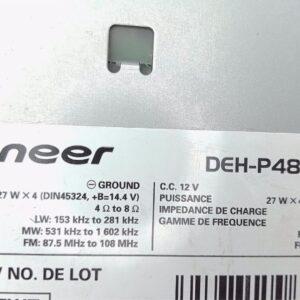 neer
DEH-P48
⊖ GROUND
C.C. 12 V
27 W × 4 (DIN45324, +B=14.4 V)
PUISSANCE
27 W ×
4 Ω to 8 Ω
IMPEDANCE DE CHARGE
LW: 153 kHz to 281 kHz
GAMME DE FREQUENCE
MW: 531 kHz to 1 602 kHz
FM: 87.5 MHz to 108 MHz
FM:
NO. DE LOT